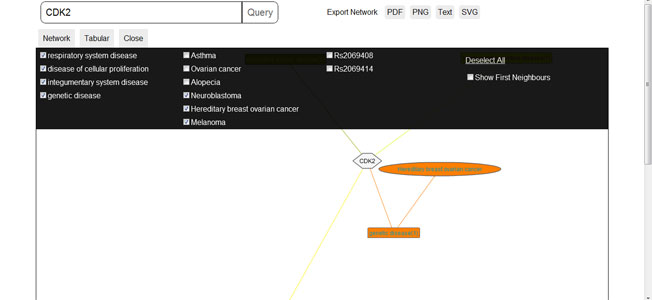 CDK2 Query Export Network PDF PNG Text SVG
Network Tabular Close
respiratory system disease Asthma Rs2069408 Deselect All
disease of cellular proliferation Ovarian cancer Rs2069414
integumentary system disease Alopecia Show First Neighbours
genetic disease Neuroblastoma
Hereditary breast ovarian cancer
Melanoma
CDK2
Hereditary breast ovarian cancer